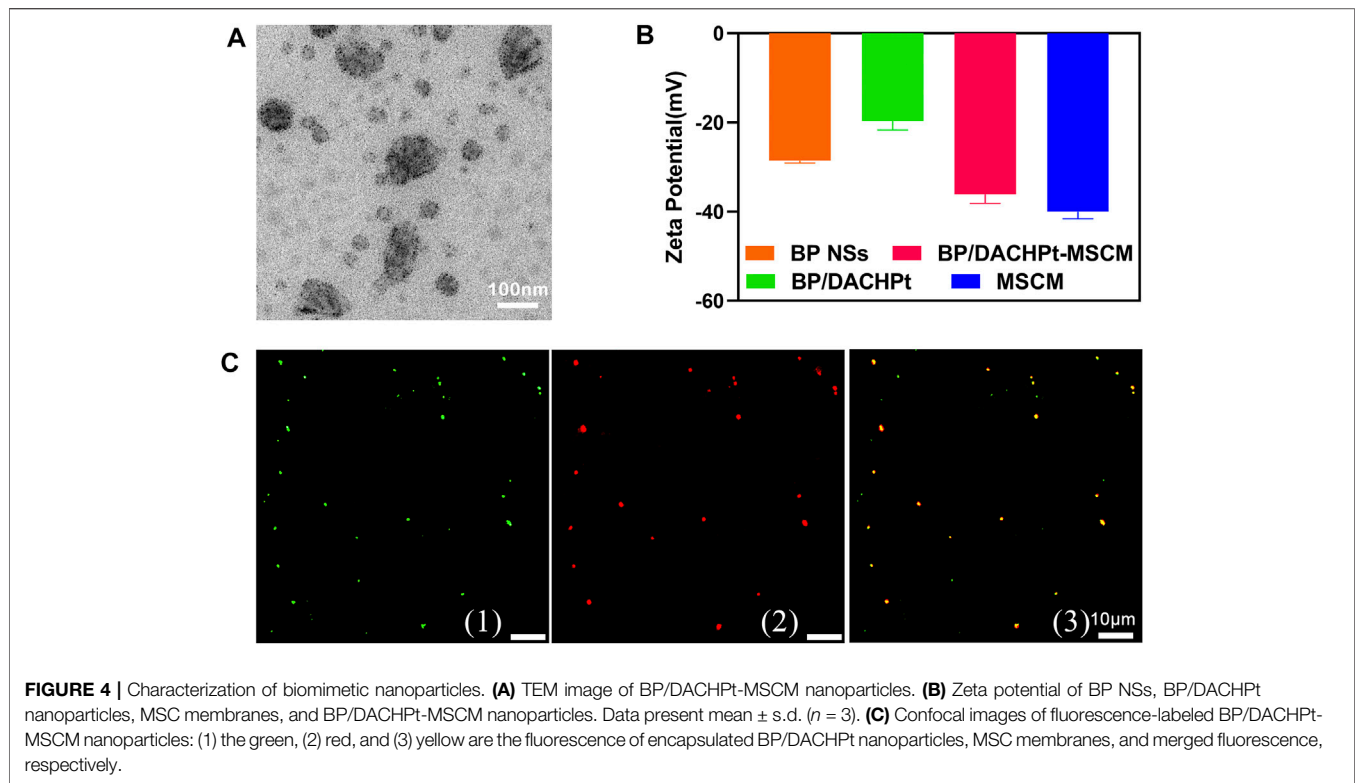 A
100nm
B
0
-20
-40
-60
Zeta Potential(mV)
BP NSs
BP/DACHPt-MSCM
BP/DACHPt
MSCM
C
(1)
(2)
(3)
10μm
FIGURE 4 | Characterization of biomimetic nanoparticles. (A) TEM image of BP/DACHPt-MSCM nanoparticles. (B) Zeta potential of BP NSs, BP/DACHPt
nanoparticles, MSC membranes, and BP/DACHPt-MSCM nanoparticles. Data present mean ± s.d. (n = 3). (C) Confocal images of fluorescence-labeled BP/DACHPt-
MSCM nanoparticles: (1) the green, (2) red, and (3) yellow are the fluorescence of encapsulated BP/DACHPt nanoparticles, MSC membranes, and merged fluorescence,
respectively.